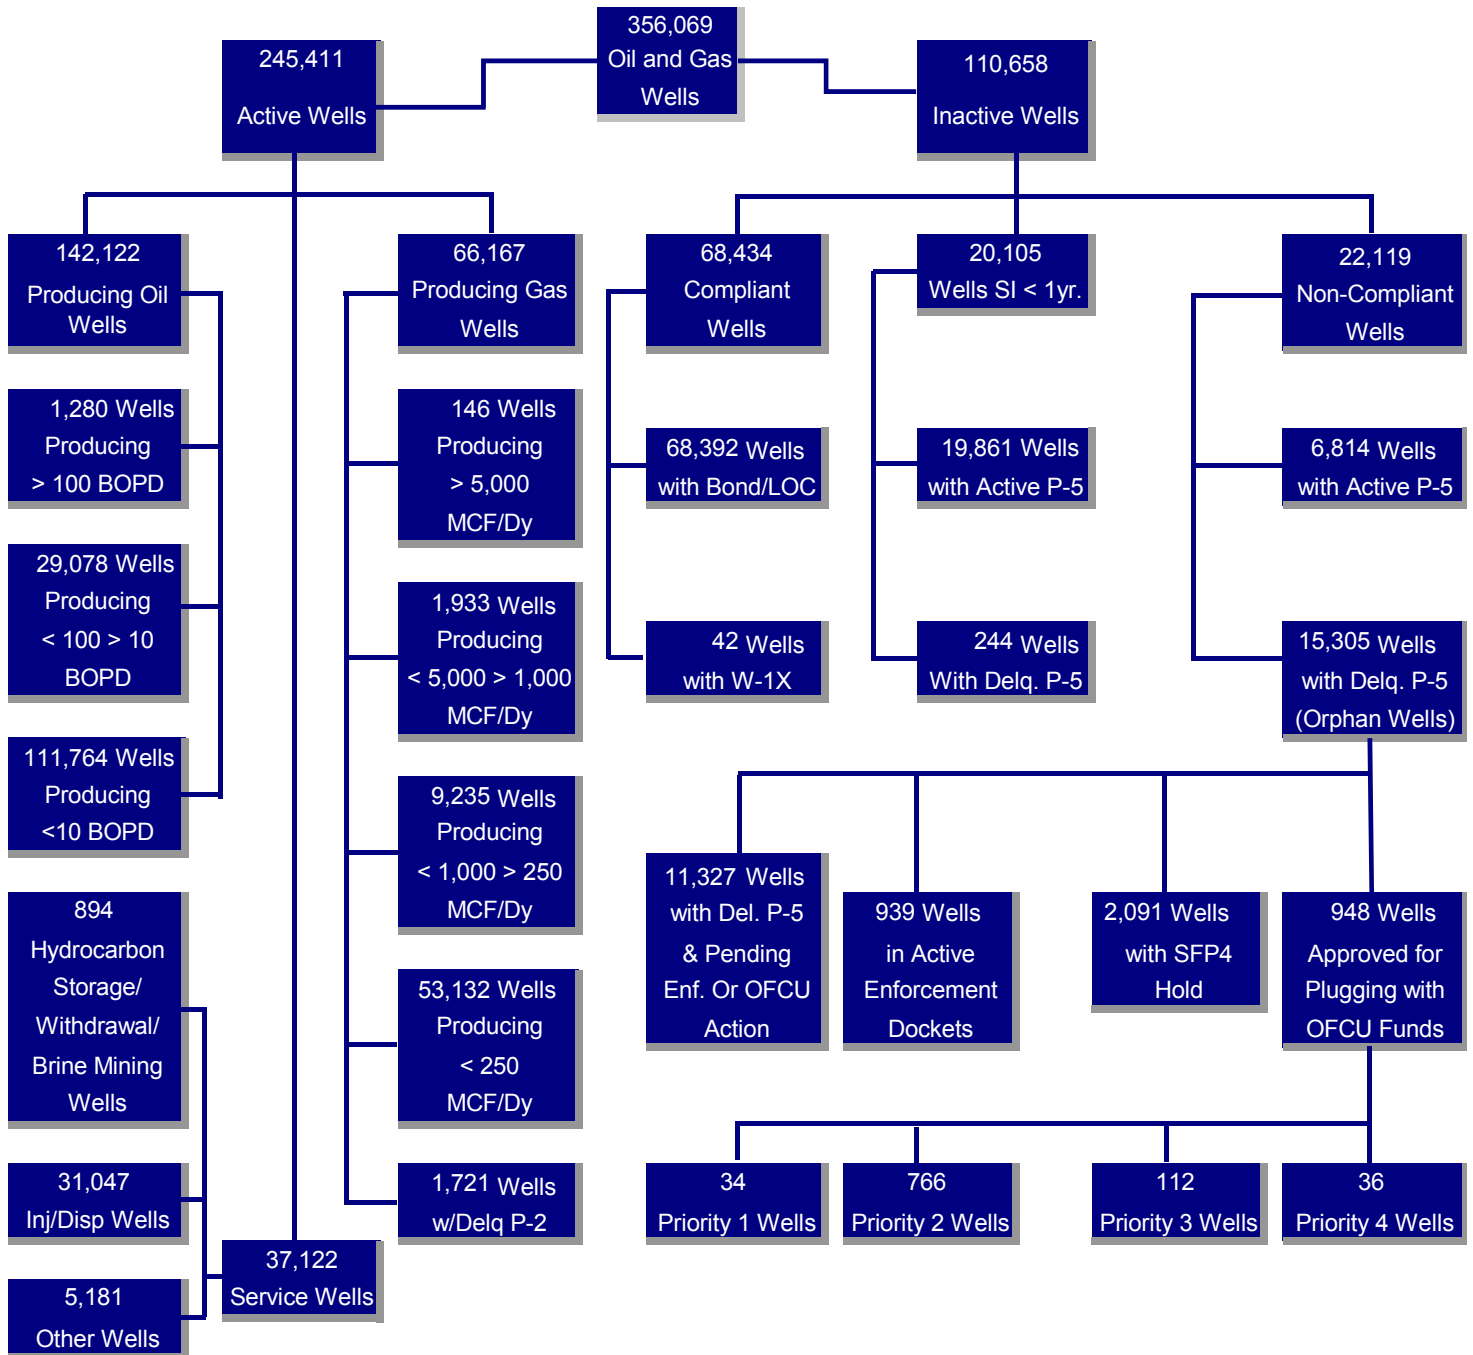 356,069
Oil and Gas
Wells
245,411
Active Wells
110,658
Inactive Wells
142,122
Producing Oil
Wells
66,167
Producing Gas
Wells
68,434
Compliant
Wells
20,105
Wells SI < 1yr.
22,119
Non-Compliant
Wells
1,280 Wells
Producing
> 100 BOPD
29,078 Wells
Producing
< 100 > 10
BOPD
111,764 Wells
Producing
<10 BOPD
146 Wells
Producing
> 5,000
MCF/Dy
1,933 Wells
Producing
< 5,000 > 1,000
MCF/Dy
9,235 Wells
Producing
< 1,000 > 250
MCF/Dy
53,132 Wells
Producing
< 250
MCF/Dy
1,721 Wells
w/Delq P-2
68,392 Wells
with Bond/LOC
42 Wells
with W-1X
19,861 Wells
with Active P-5
244 Wells
With Delq. P-5
6,814 Wells
with Active P-5
15,305 Wells
with Delq. P-5
(Orphan Wells)
11,327 Wells
with Del. P-5
& Pending
Enf. Or OFCU
Action
939 Wells
in Active
Enforcement
Dockets
2,091 Wells
with SFP4
Hold
948 Wells
Approved for
Plugging with
OFCU Funds
34
Priority 1 Wells
766
Priority 2 Wells
112
Priority 3 Wells
36
Priority 4 Wells
894
Hydrocarbon
Storage/
Withdrawal/
Brine Mining
Wells
31,047
Inj/Disp Wells
5,181
Other Wells
37,122
Service Wells